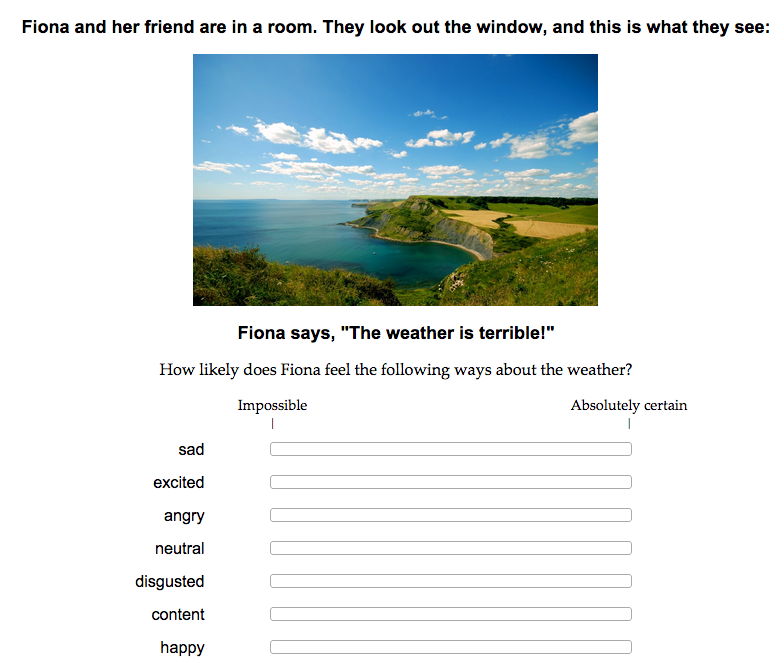 Fiona and her friend are in a room. They look out the window, and this is what they see:
Fiona says, "The weather is terrible!"
How likely does Fiona feel the following ways about the weather?
Impossible Absolutely certain
sad
excited
angry
neutral
disgusted
content
happy